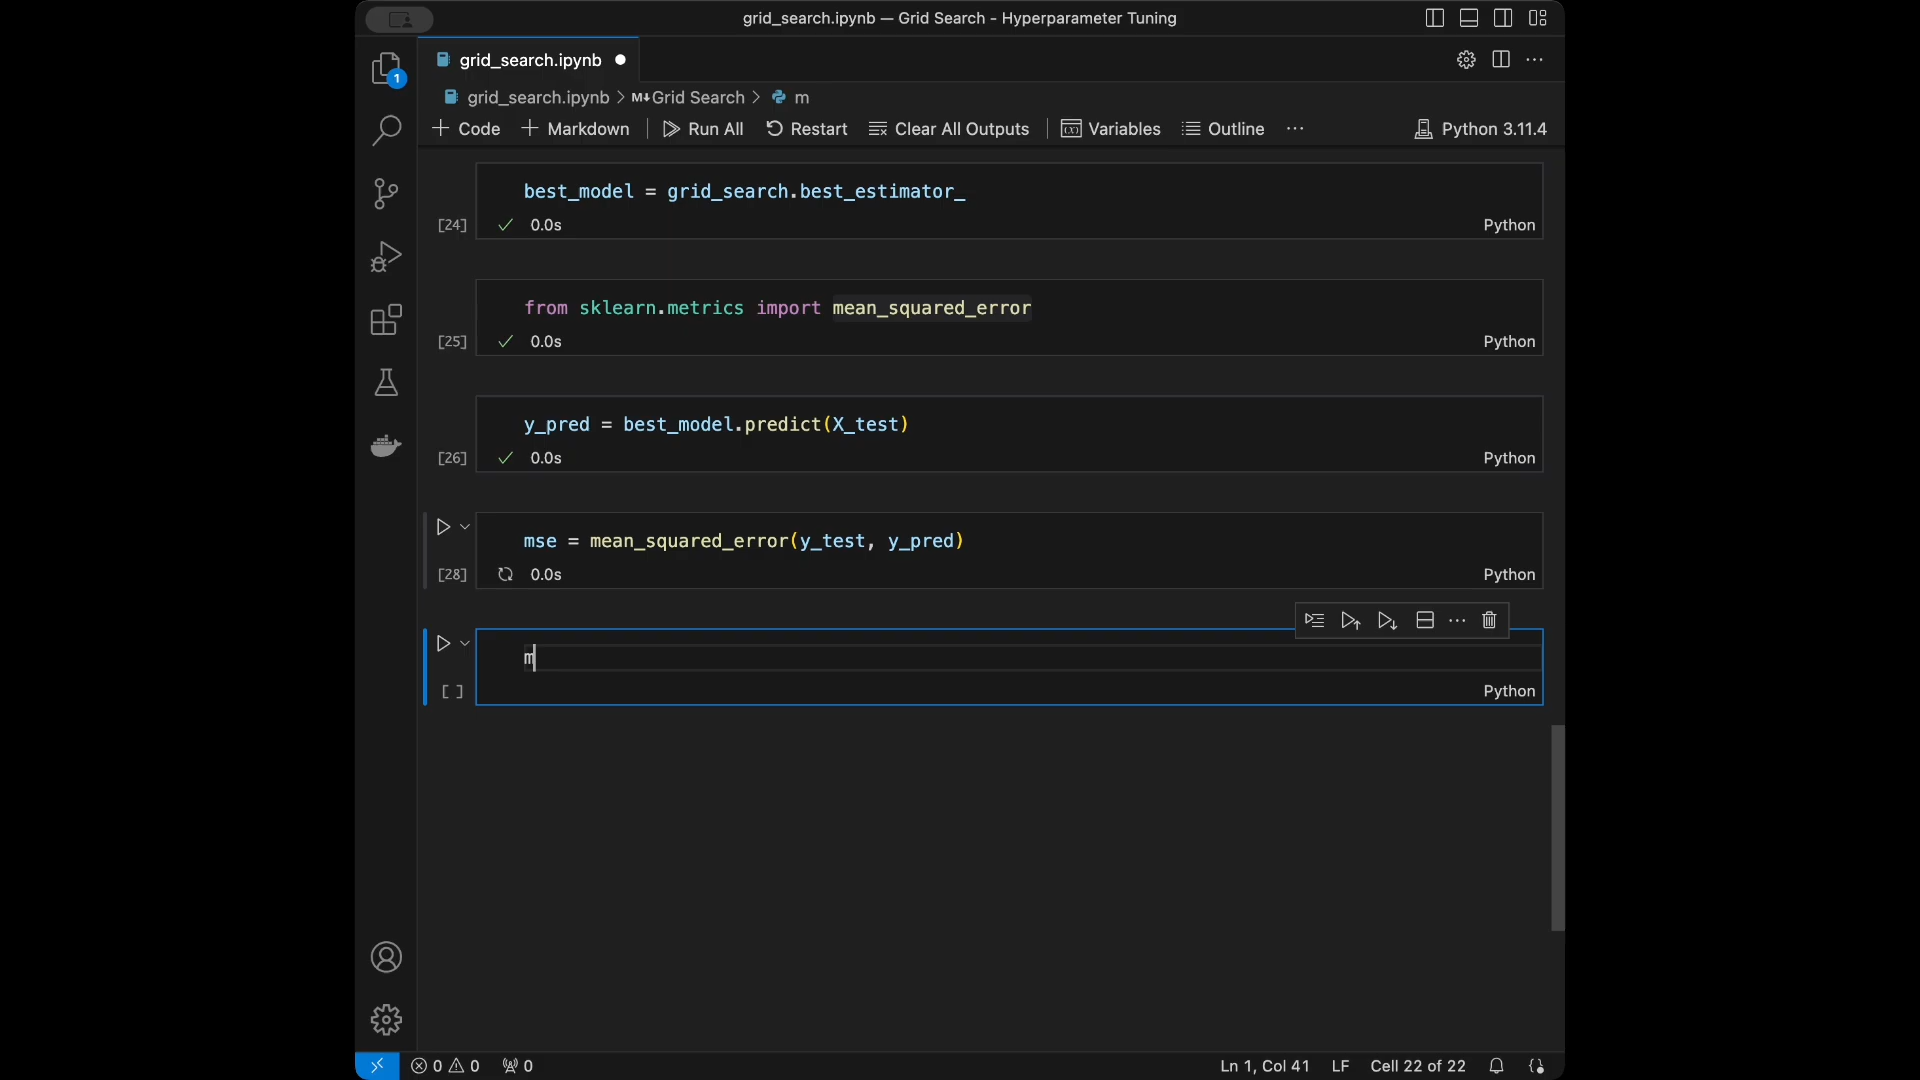 grid_search.ipynb — Grid Search - Hyperparameter Tuning
grid_search.ipynb
1
grid_search.ipynb > M↓Grid Search > m
Code Markdown Run All Restart Clear All Outputs Variables Outline ··· Python 3.11.4
best_model = grid_search.best_estimator_
[24] 0.0s Python
from sklearn.metrics import mean_squared_error
[25] 0.0s Python
y_pred = best_model.predict(X_test)
[26] 0.0s Python
mse = mean_squared_error(y_test, y_pred)
[28] 0.0s Python
m
[ ] Python
0 0 0 Ln 1, Col 41 LF Cell 22 of 22